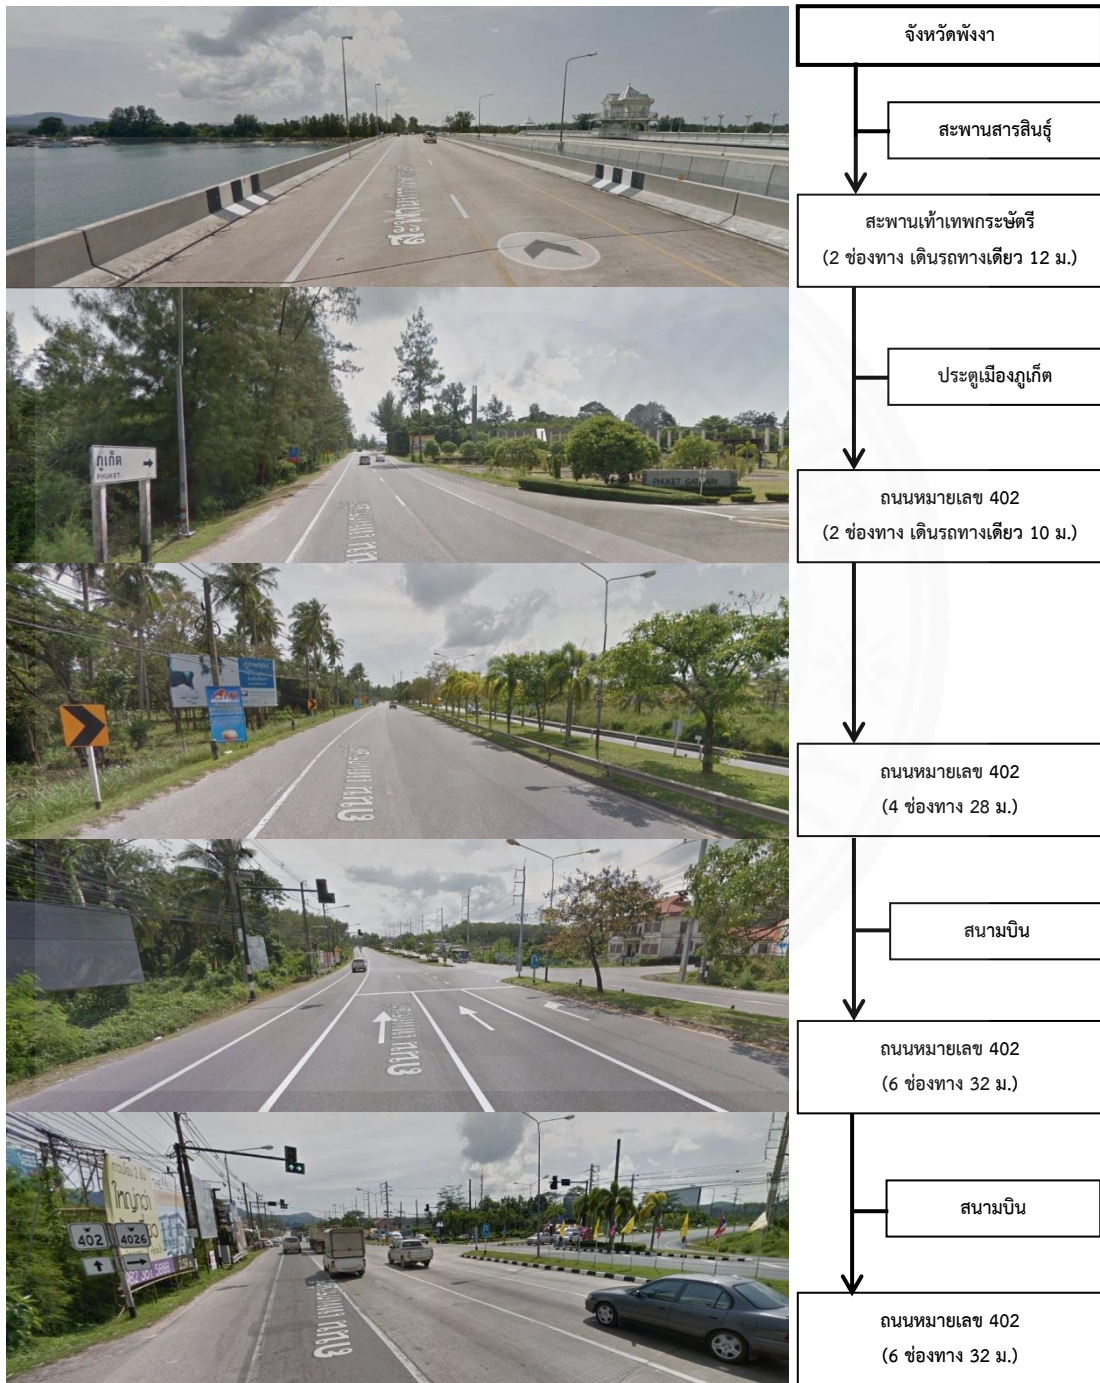 จังหวัดพังงา
สะพานสารสินธุ์
สะพานเท้าเทพกระษัตรี
(2 ช่องทาง เดินรถทางเดียว 12 ม.)
ประตูเมืองภูเก็ต
ภูเก็ต
PHUKET
PHUKET GATEWAY
ถนนหมายเลข 402
(2 ช่องทาง เดินรถทางเดียว 10 ม.)
ถนนหมายเลข 402
(4 ช่องทาง 28 ม.)
สนามบิน
ถนนหมายเลข 402
(6 ช่องทาง 32 ม.)
402
4026
ใหญ่กว่า
สนามบิน
ถนนหมายเลข 402
(6 ช่องทาง 32 ม.)